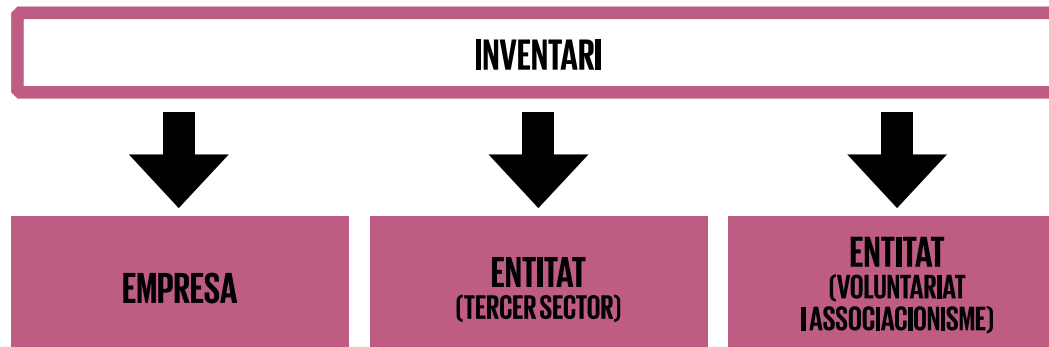 INVENTARI
EMPRESA
ENTITAT
(TERCER SECTOR)
ENTITAT
(VOLUNTARIAT
I ASSOCIACIONISME)